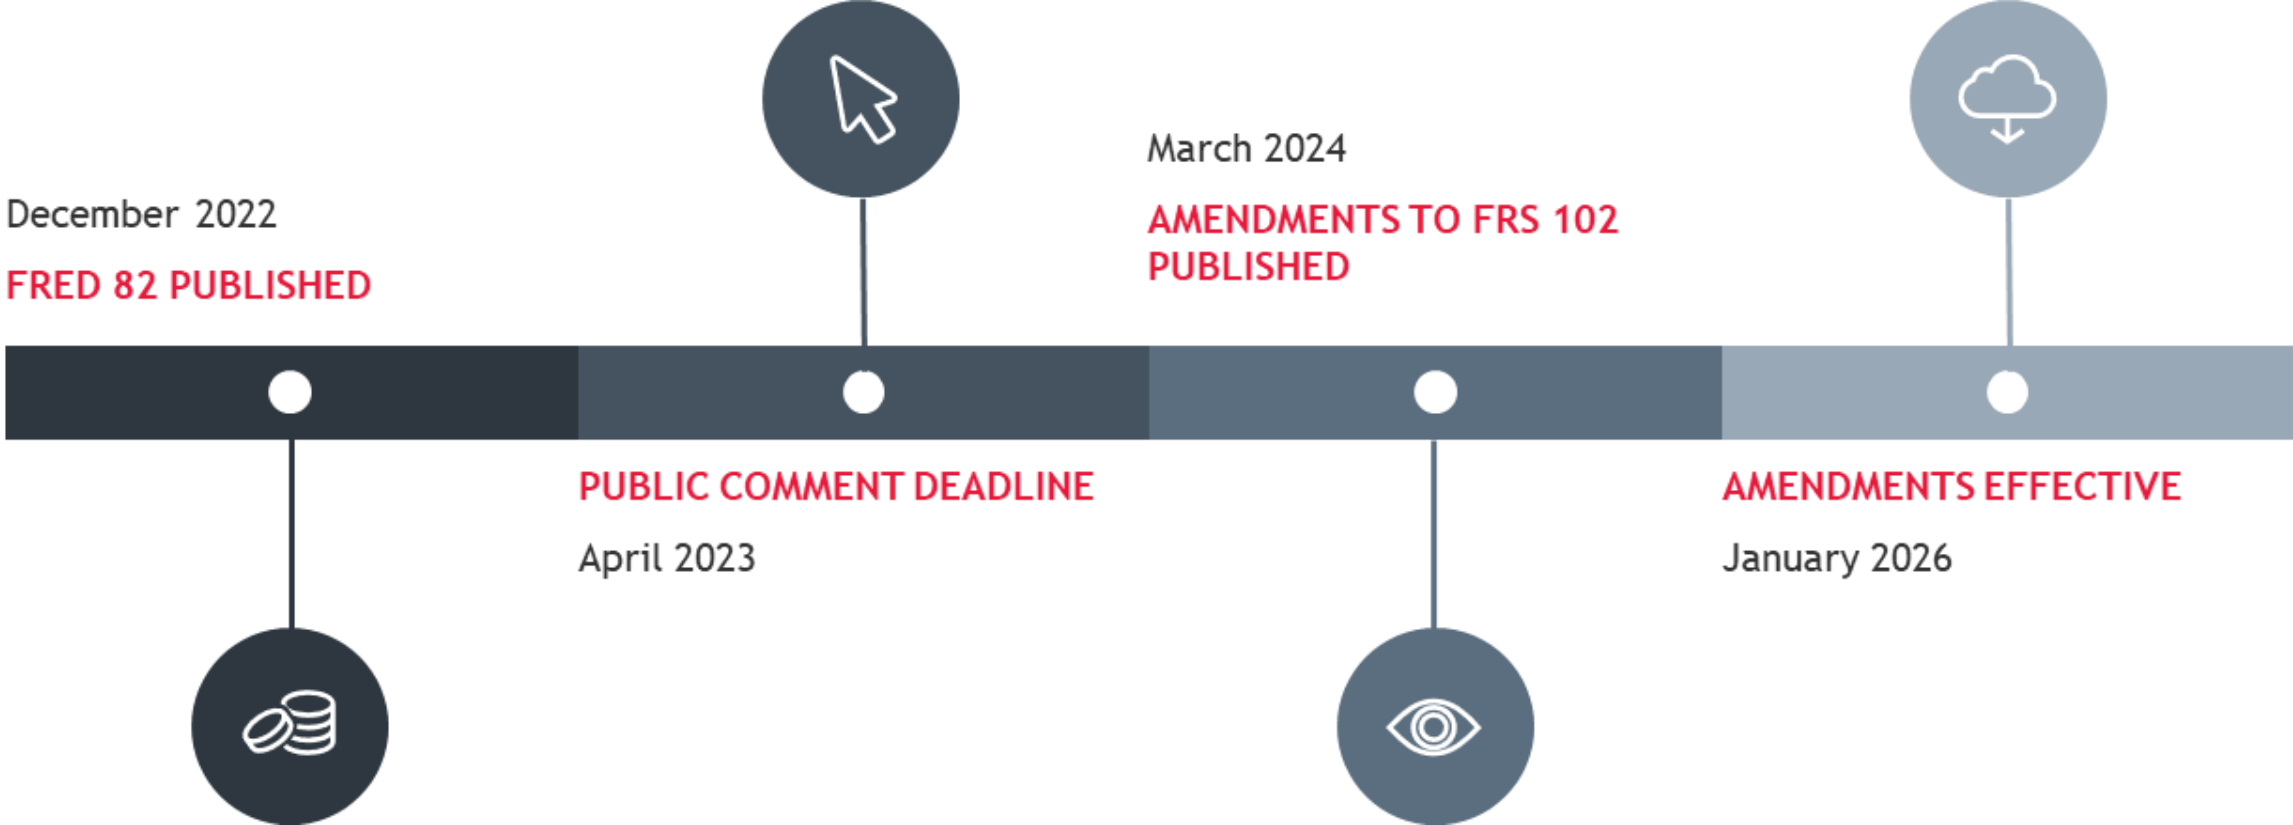 December 2022
FRED 82 PUBLISHED
PUBLIC COMMENT DEADLINE
April 2023
March 2024
AMENDMENTS TO FRS 102
PUBLISHED
AMENDMENTS EFFECTIVE
January 2026